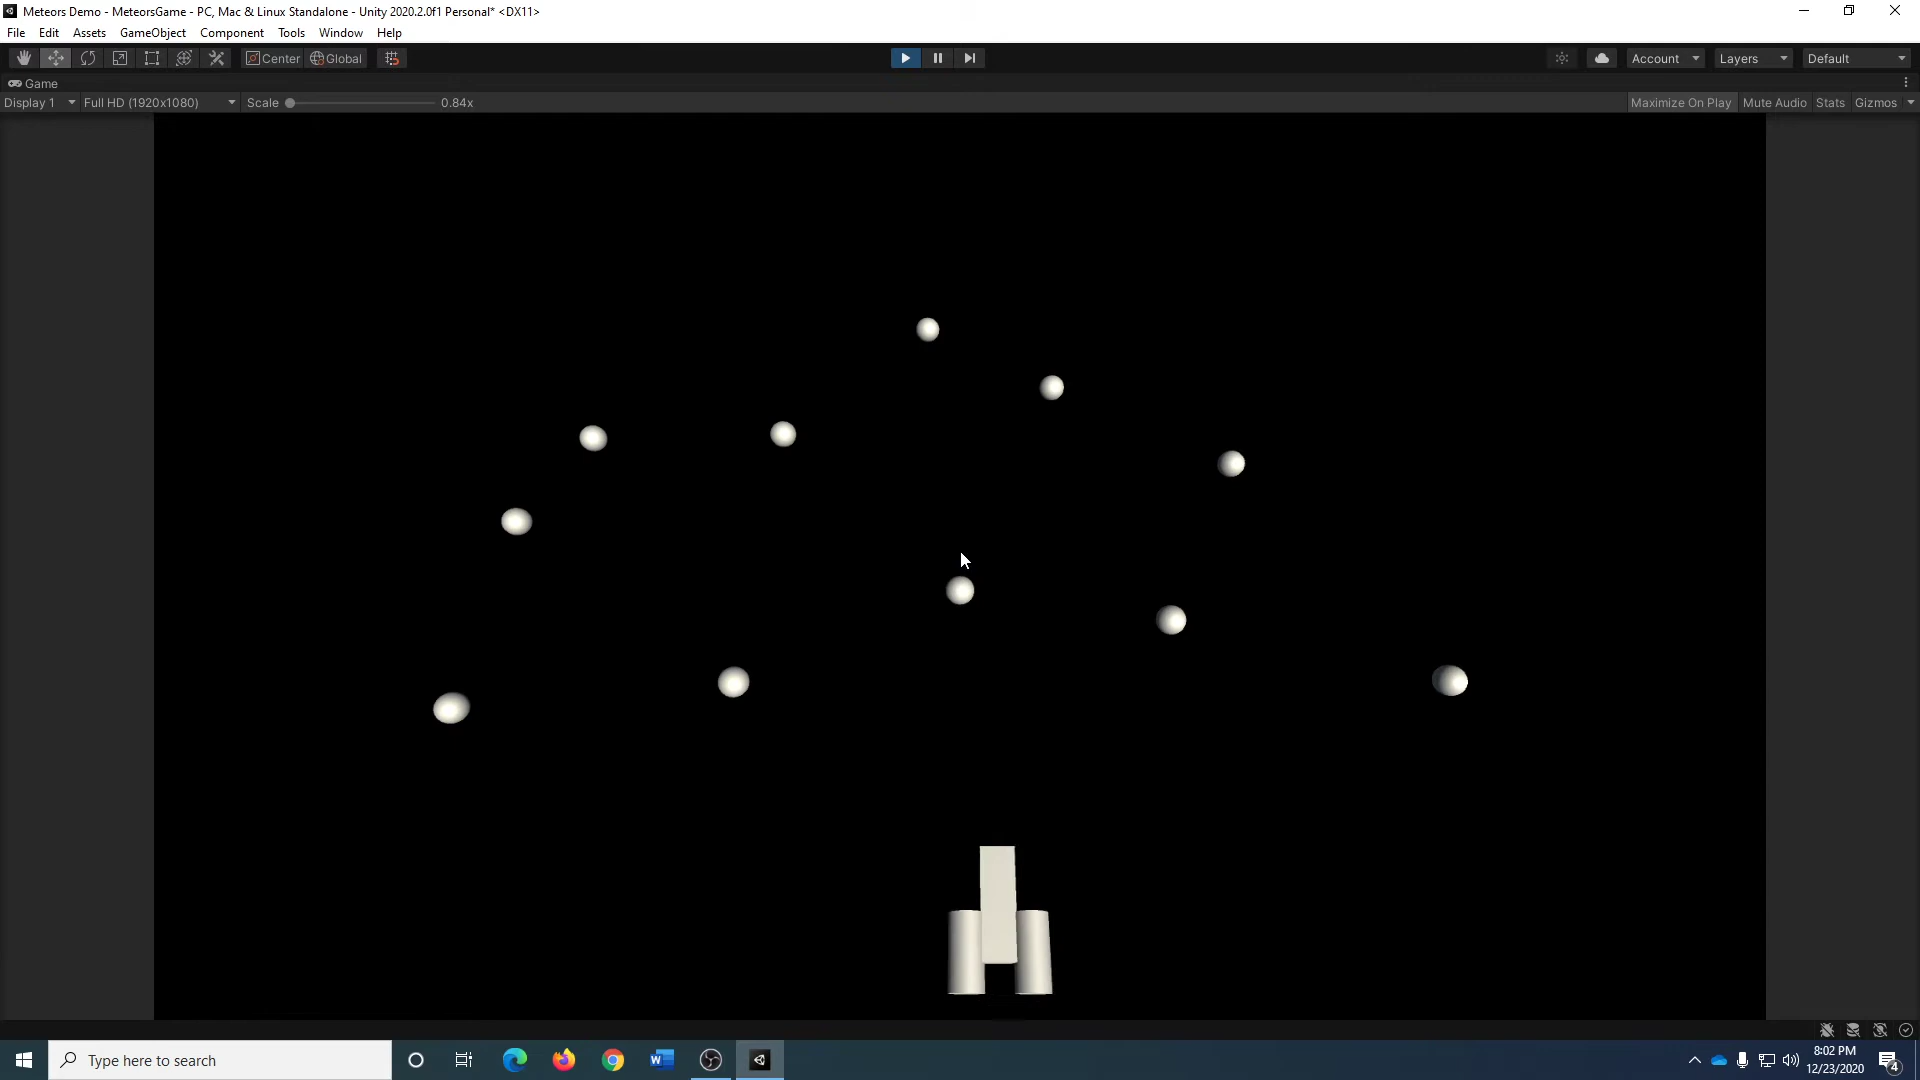 Meteors Demo - MeteorsGame - PC, Mac & Linux Standalone - Unity 2020.2.0f1 Personal* <DX11>
File Edit Assets GameObject Component Tools Window Help
Center Global Account Layers Default
Game
Display 1 Full HD (1920x1080) Scale 0.84x Maximize On Play Mute Audio Stats Gizmos
Type here to search
8:02 PM
12/23/2020
4